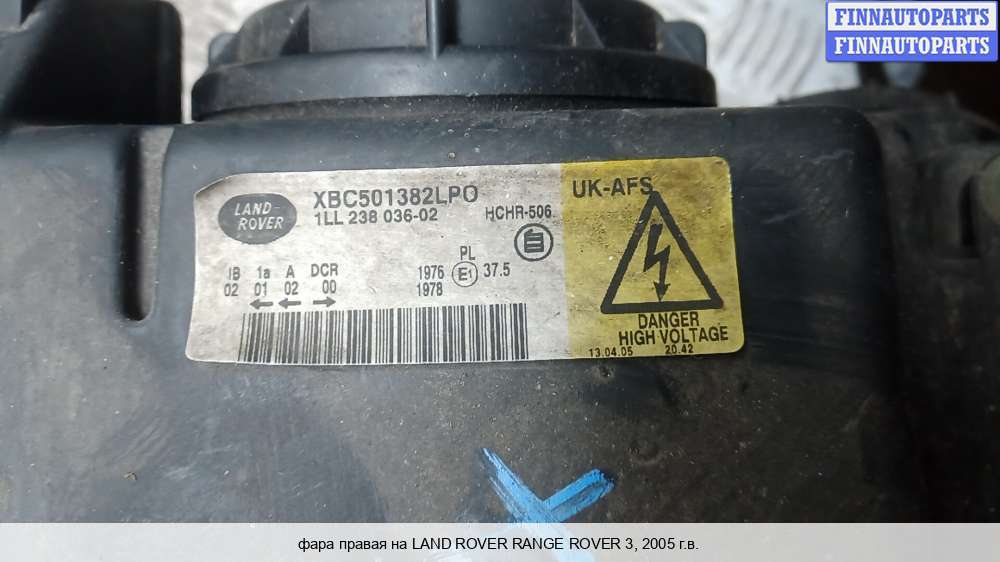 FINNAUTOPARTS
FINNAUTOPARTS
LAND-
ROVER
XBC501382LPO
1LL 238 036-02
HCHR-506
自
UK-AFS
IB 1a A DCR
02 01 02 00
PL
1976 E1 37.5
1978
DANGER
HIGH VOLTAGE
13.04.05 20.42
фара правая на LAND ROVER RANGE ROVER 3, 2005 г.в.